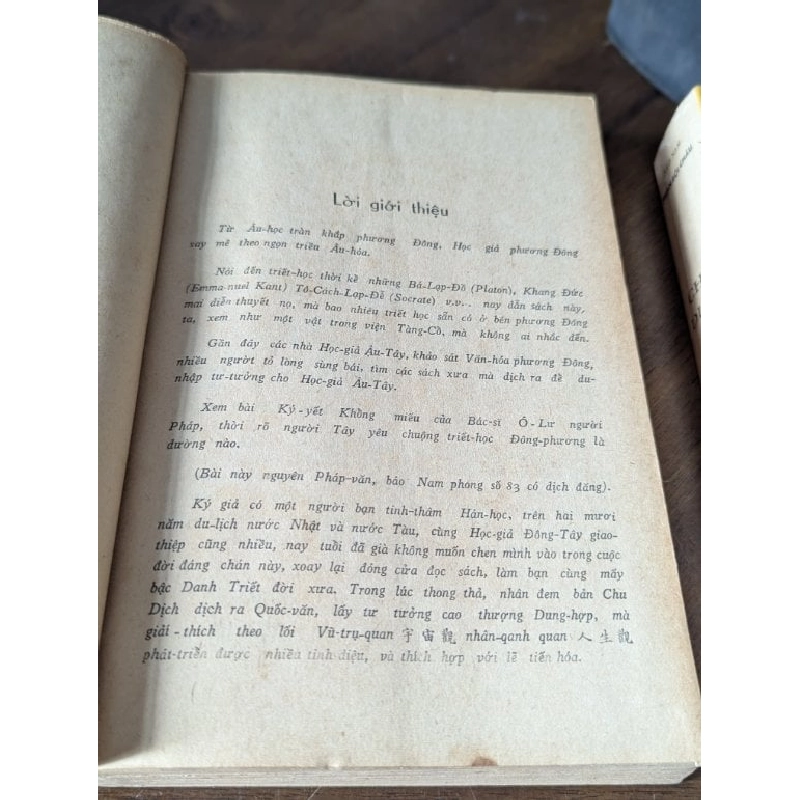 Lời giới thiệu
Từ Âu-học tràn khắp phương Đông, Học giả phương Đông
say mê theo ngọn triều Âu-hóa.
Nói đến triết-học thời kể những Bá-Lạp-Đồ (Platon), Khang Đức
(Emma-nuel Kant) Tô-Cách-Lạp-Đề (Socrate) v.v.. nay dẫn sách này,
mai diễn thuyết nọ, mà bao nhiêu triết học sẵn có ở bên phương Đông
ta, xem như một vật trong viện Tàng-Cổ, mà không ai nhắc đến.
Gần đây các nhà Học-giả Âu-Tây, khảo sát Văn-hóa phương Đông,
nhiều người tỏ lòng sùng bái, tìm các sách xưa mà dịch ra để du-
nhập tư-tưởng cho Học-giả Âu-Tây.
Xem bài Kỷ-yết Khổng miếu của Bác-sĩ Ô-Lư người
Pháp, thời rõ người Tây yêu chuộng triết-học Đông-phương là
dường nào.
(Bài này nguyên Pháp-văn, báo Nam phong số 83 có dịch đăng).
Ký giả có một người bạn tinh-thâm Hán-học, trên hai mươi
năm du-lịch nước Nhật và nước Tàu, cùng Học-giả Đông-Tây giao-
thiệp cũng nhiều, nay tuổi đã già không muốn chen mình vào trong cuộc
đời đáng chán này, xoay lại đóng cửa đọc sách, làm bạn cùng mấy
bậc Danh Triết đời xưa. Trong lúc thong thả, nhân đem bản Chu
Dịch dịch ra Quốc-văn, lấy tư tưởng cao thượng Dung-hợp, mà
giải-thích theo lối Vũ-trụ-quan 宇宙觀 nhân-qanh quan 人生觀
phát-triển được nhiều tinh diệu, và thích hợp với lẽ tiến hóa.